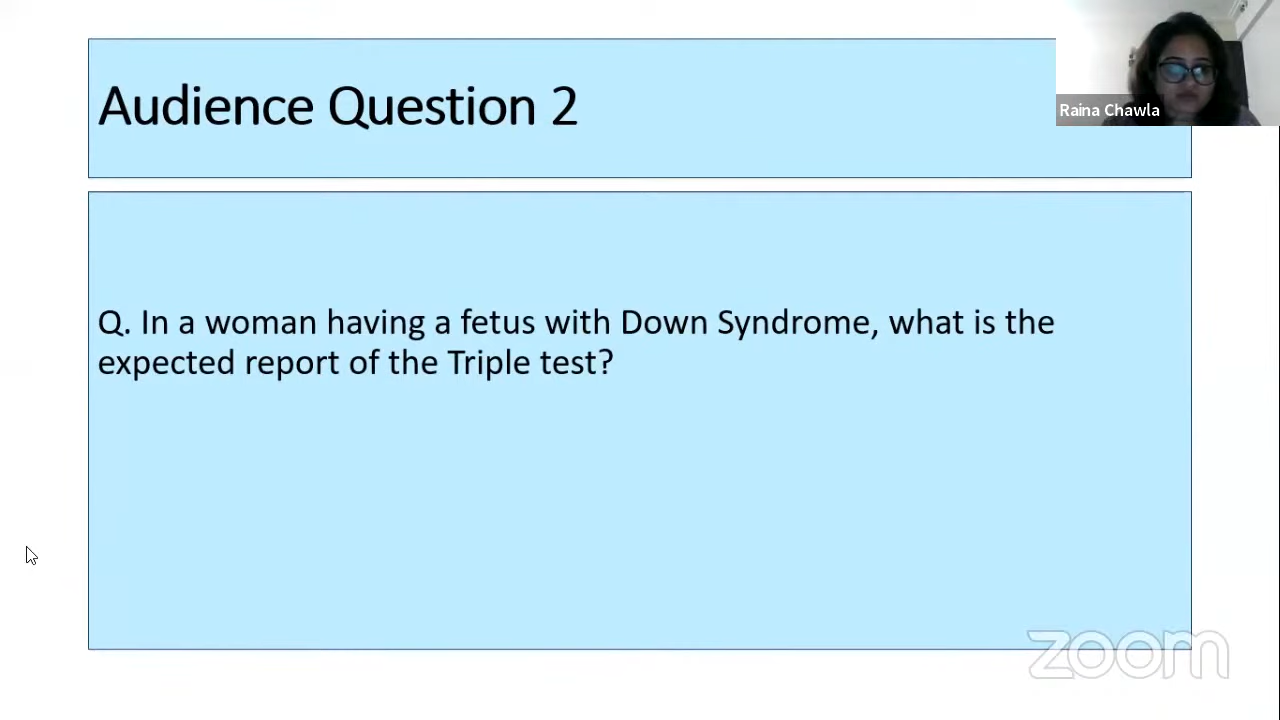 Audience Question 2
Raina Chawla
Q. In a woman having a fetus with Down Syndrome, what is the
expected report of the Triple test?
zoom